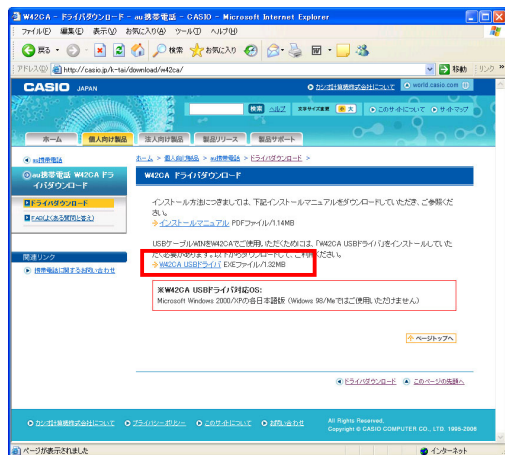 W42CA - ドライバダウンロード - au携帯電話 - CASIO - Microsoft Internet Explorer
ファイル(F) 編集(E) 表示(V) お気に入り(A) ツール(T) ヘルプ(H)
戻る 検索 お気に入り
アドレス(D) http://casio.jp/k-tai/download/w42ca/ 移動 リンク
CASIO JAPAN
カシオ計算機株式会社について world.casio.com
検索 ヘルプ 文字サイズ変更 大 このサイトについて サイトマップ
ホーム 個人向け製品 法人向け製品 製品リリース 製品サポート
au携帯電話
ホーム > 個人向け製品 > au携帯電話 > ドライバダウンロード >
au携帯電話 W42CA ドライバダウンロード
W42CA ドライバダウンロード
ドライバダウンロード
FAQ(よくある質問と答え)
インストール方法につきましては、下記インストールマニュアルをダウンロードしていただき、ご参照ください。
インストールマニュアル PDFファイル/1.14MB
USBケーブルWINをW42CAでご使用いただくためには、「W42CA USBドライバ」をインストールしていただく必要があります。以下からダウンロードして、ご利用ください。
W42CA USBドライバ EXEファイル/1.32MB
関連リンク
携帯電話に関するお問い合わせ
※W42CA USBドライバ対応OS:
Microsoft Windows 2000/XPの各日本語版 (Widows 98/Meではご使用いただけません)
ページトップへ
ドライバダウンロード このページの先頭へ
カシオ計算機株式会社について プライバシーポリシー このサイトについて お問い合わせ
All Rights Reserved.
Copyright © CASIO COMPUTER CO., LTD. 1995-2008
ページが表示されました インターネット